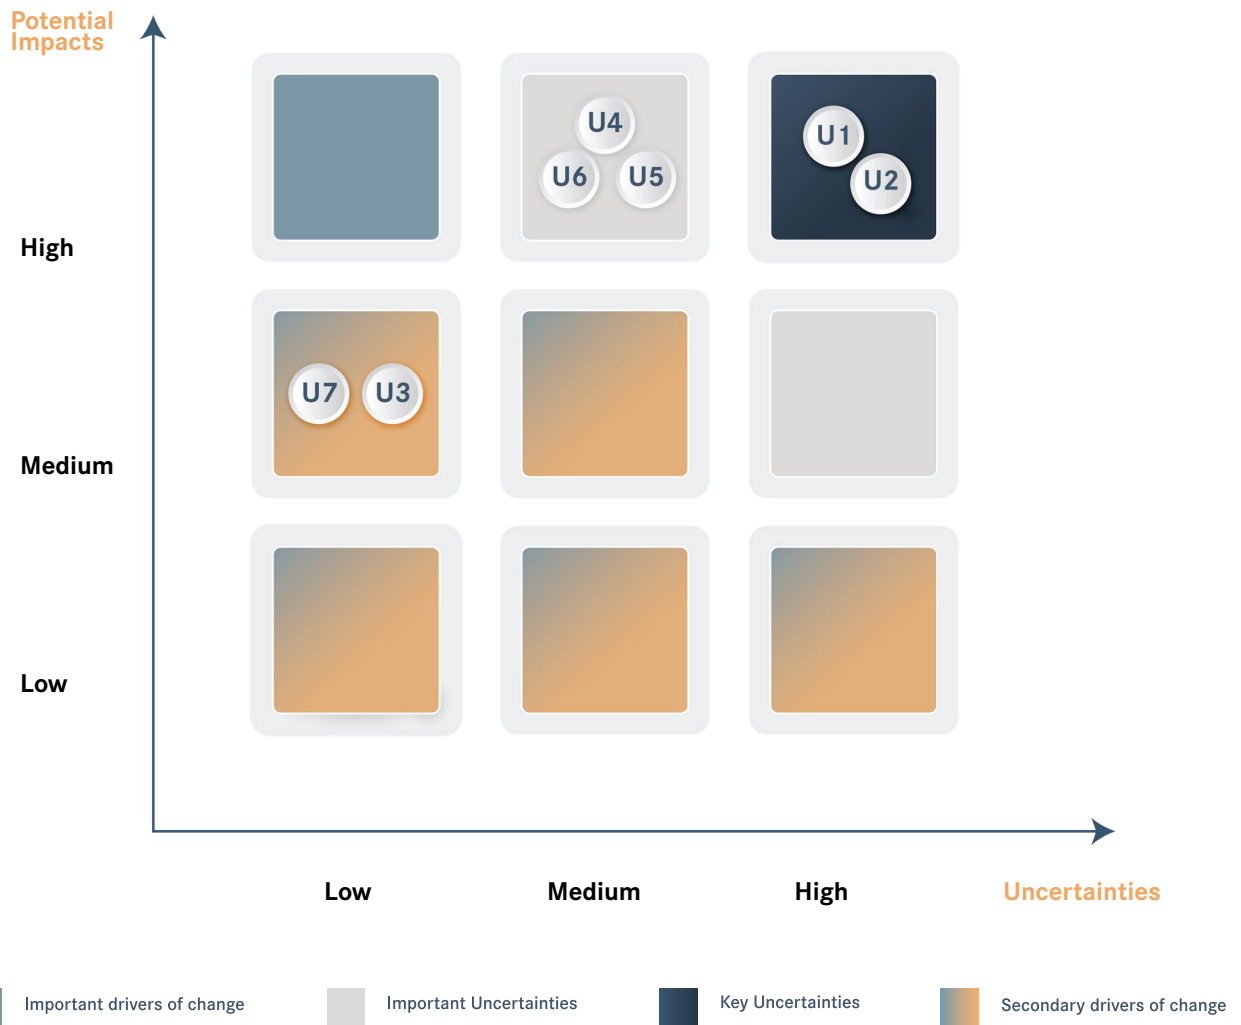 Potential
Impacts
U4
U6
U5
U1
U2
High
U7
U3
Medium
Low
Low
Medium
High
Uncertainties
Important drivers of change
Important Uncertainties
Key Uncertainties
Secondary drivers of change